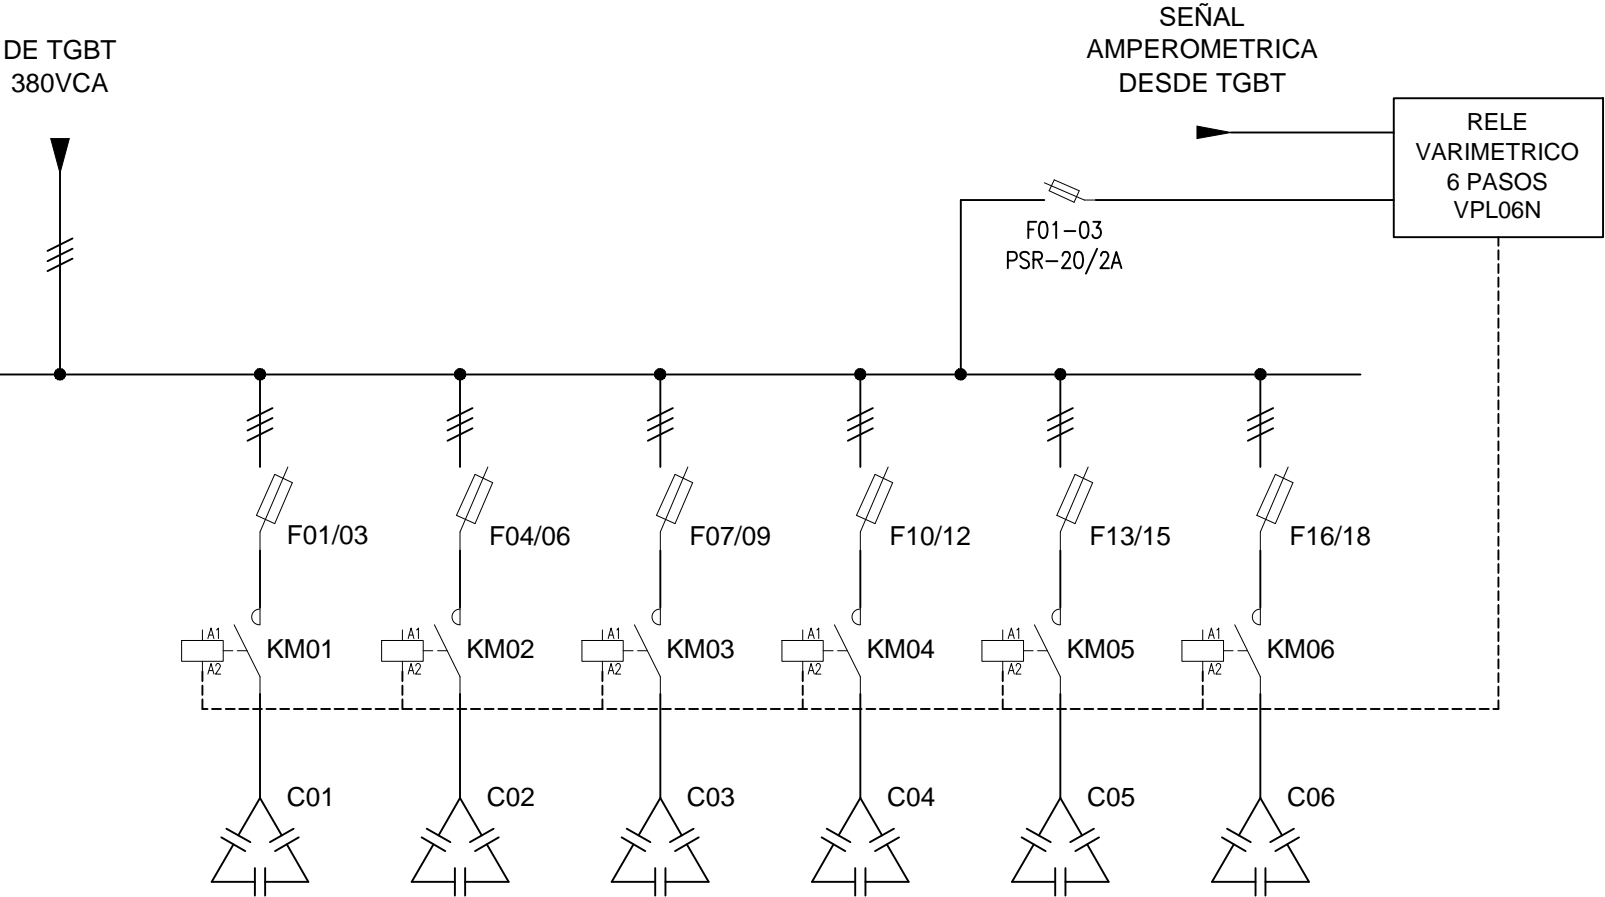 DE TGBT
380VCA
SEÑAL
AMPEROMETRICA
DESDE TGBT
RELE
VARIMETRICO
6 PASOS
VPL06N
F01-03
PSR-20/2A
F01/03
F04/06
F07/09
F10/12
F13/15
F16/18
A1
A2
KM01
A1
A2
KM02
A1
A2
KM03
A1
A2
KM04
A1
A2
KM05
A1
A2
KM06
C01
C02
C03
C04
C05
C06